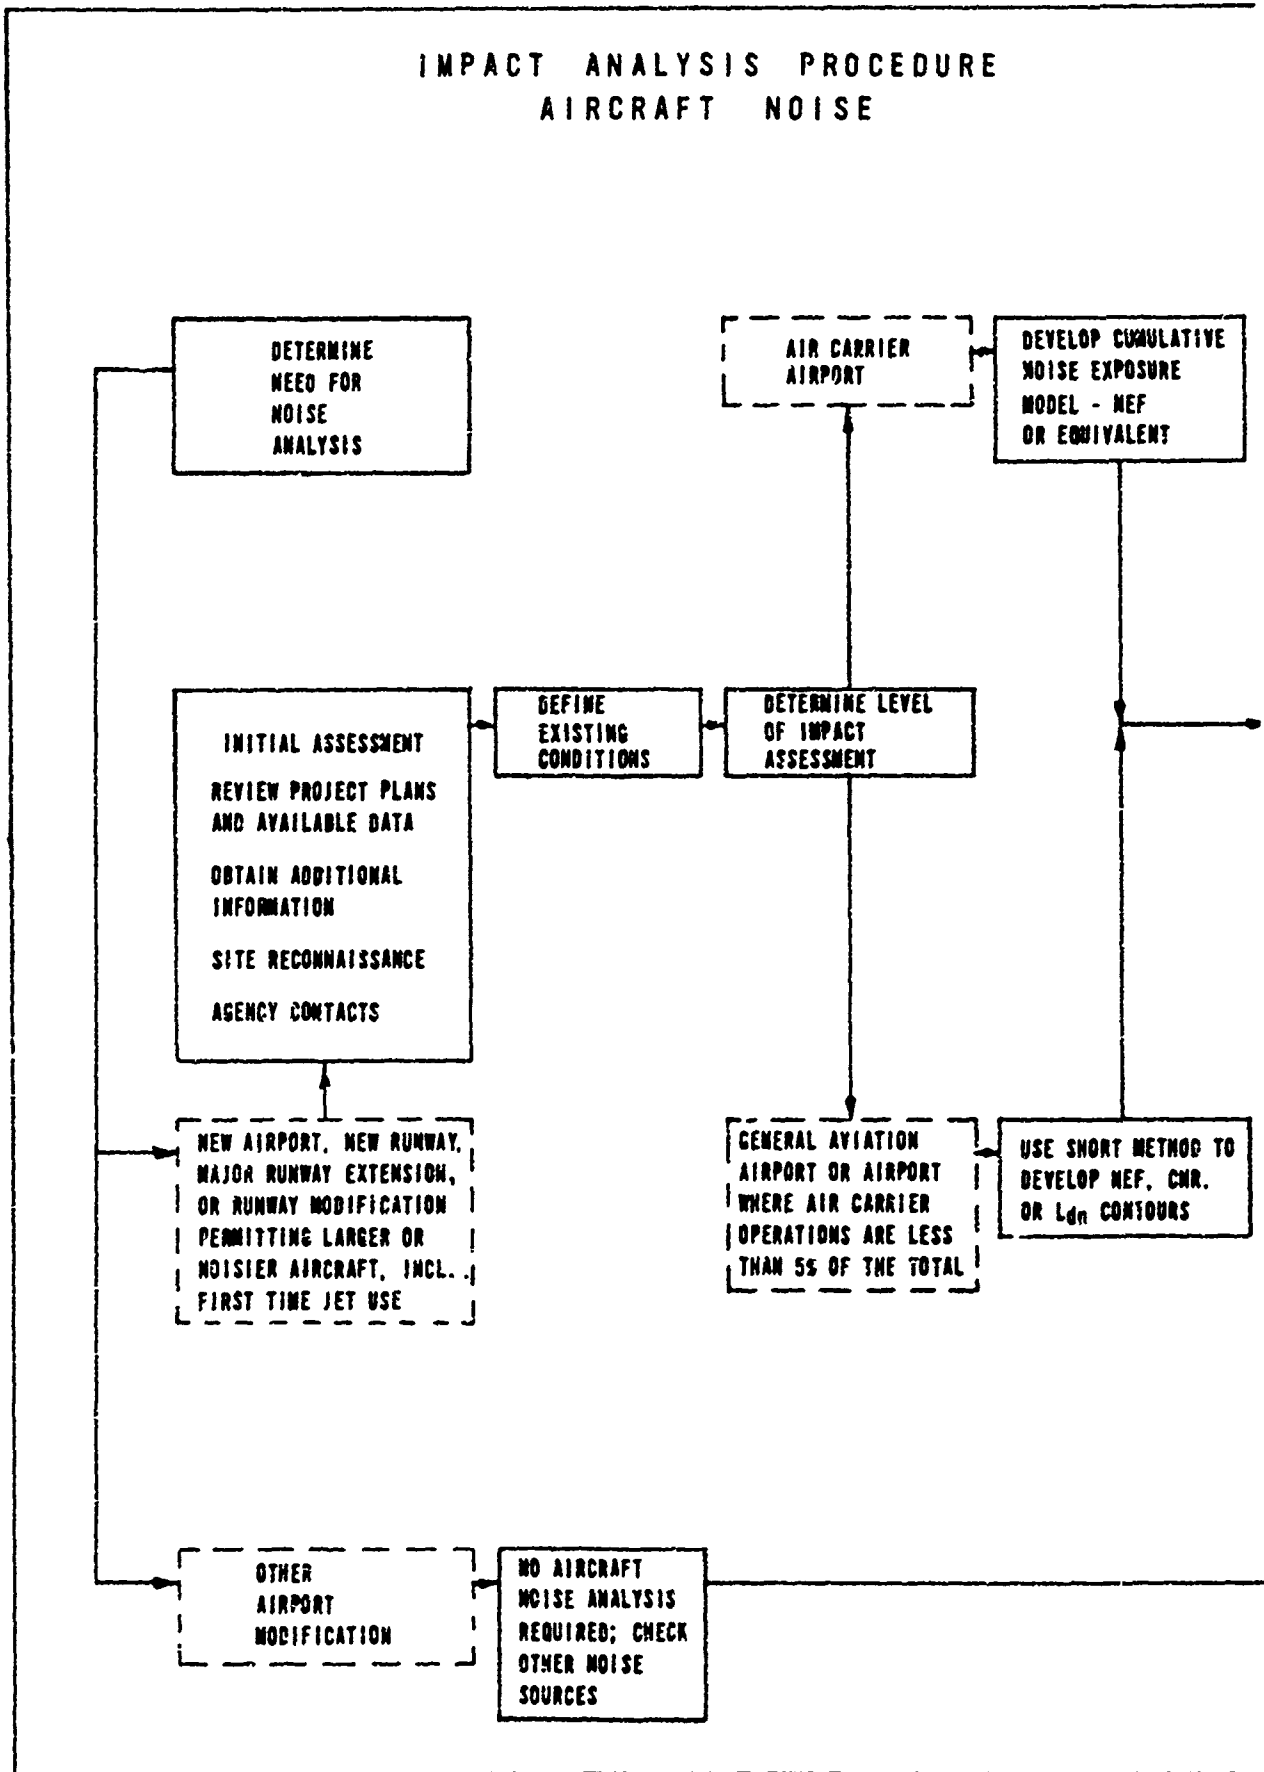 IMPACT ANALYSIS PROCEDURE
AIRCRAFT NOISE
DETERMINE
NEED FOR
NOISE
ANALYSIS
AIR CARRIER
AIRPORT
DEVELOP CUMULATIVE
NOISE EXPOSURE
MODEL - NEF
OR EQUIVALENT
INITIAL ASSESSMENT
REVIEW PROJECT PLANS
AND AVAILABLE DATA
OBTAIN ADDITIONAL
INFORMATION
SITE RECONNAISSANCE
AGENCY CONTACTS
DEFINE
EXISTING
CONDITIONS
DETERMINE LEVEL
OF IMPACT
ASSESSMENT
NEW AIRPORT, NEW RUNWAY,
MAJOR RUNWAY EXTENSION,
OR RUNWAY MODIFICATION
PERMITTING LARGER OR
NOISIER AIRCRAFT, INCL..
FIRST TIME JET USE
GENERAL AVIATION
AIRPORT OR AIRPORT
WHERE AIR CARRIER
OPERATIONS ARE LESS
THAN 5% OF THE TOTAL
USE SHORT METHOD TO
DEVELOP NEF, CNR.
OR Ldn CONTOURS
OTHER
AIRPORT
MODIFICATION
NO AIRCRAFT
NOISE ANALYSIS
REQUIRED; CHECK
OTHER NOISE
SOURCES